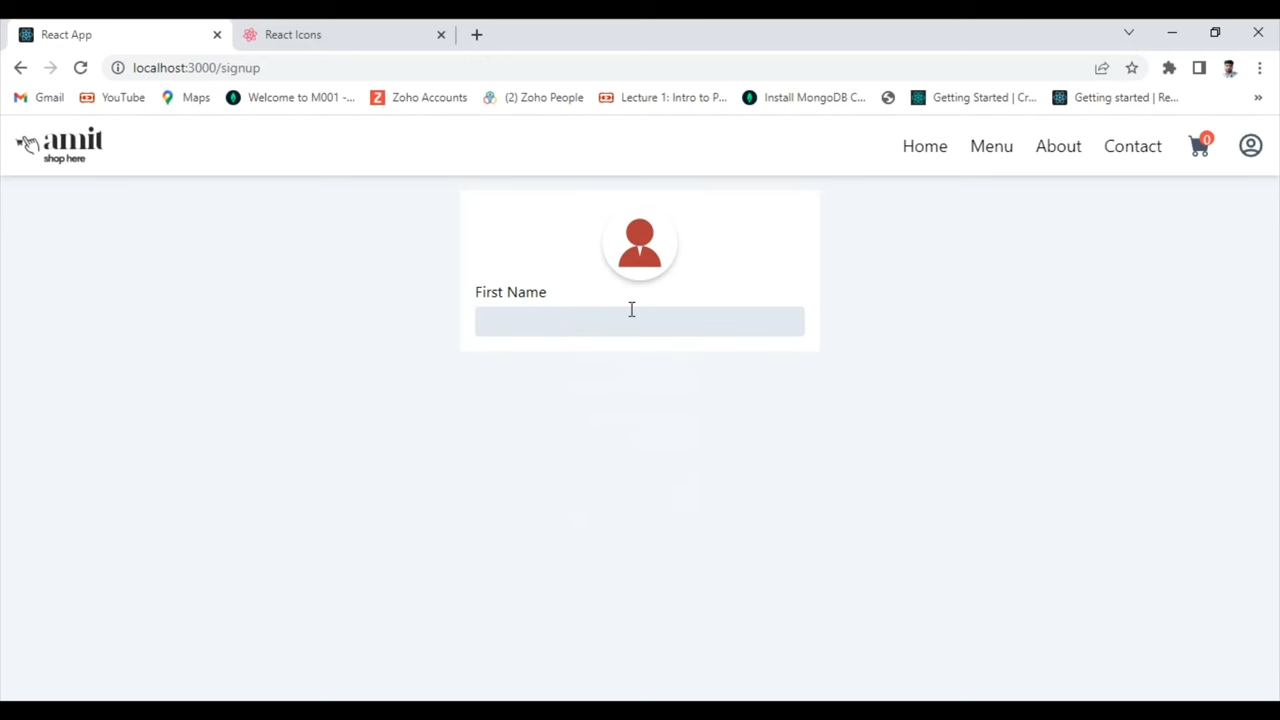 React App
React Icons
localhost:3000/signup
Gmail
YouTube
Maps
Welcome to M001 -...
Zoho Accounts
(2) Zoho People
Lecture 1: Intro to P...
Install MongoDB C...
Getting Started | Cr...
Getting started | Re...
amit
shop here
Home
Menu
About
Contact
0
First Name